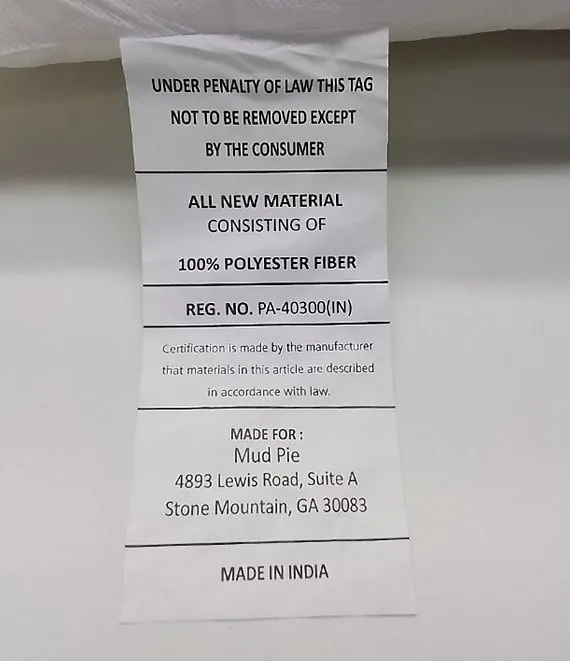 UNDER PENALTY OF LAW THIS TAG
NOT TO BE REMOVED EXCEPT
BY THE CONSUMER
ALL NEW MATERIAL
CONSISTING OF
100% POLYESTER FIBER
REG. NO. PA-40300(IN)
Certification is made by the manufacturer
that materials in this article are described
in accordance with law.
MADE FOR :
Mud Pie
4893 Lewis Road, Suite A
Stone Mountain, GA 30083
MADE IN INDIA